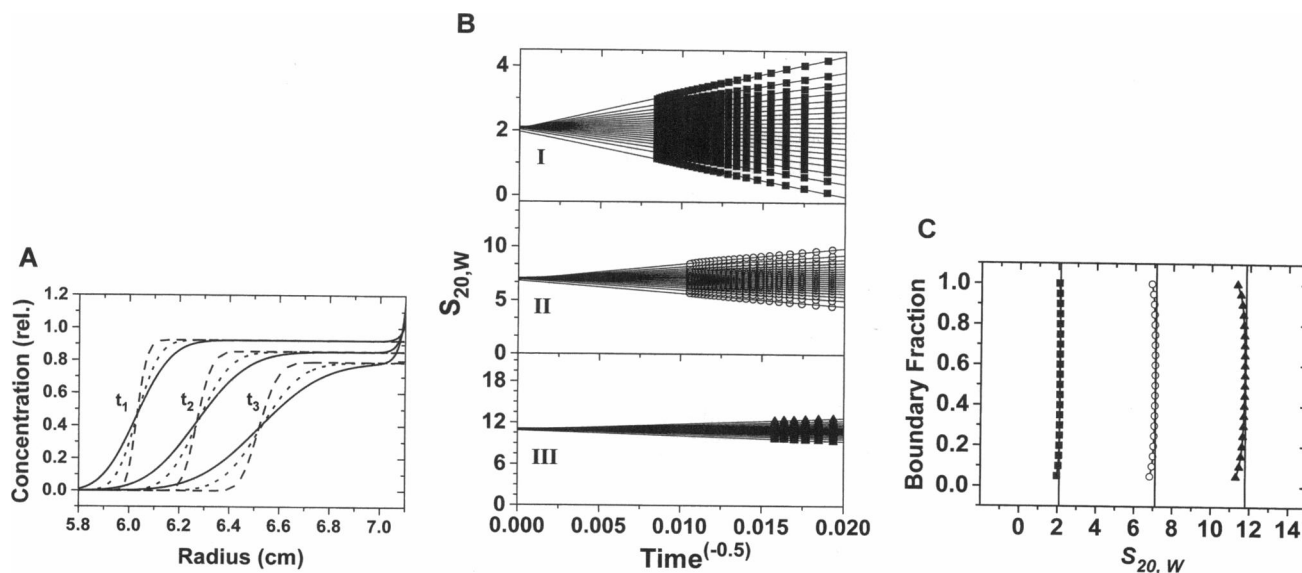 A
Concentration (rel.)
1.2
1.0
0.8
0.6
0.4
0.2
0.0
t1
t2
t3
5.8 6.0 6.2 6.4 6.6 6.8 7.0
Radius (cm)
B
S20,W
4
2
0
I
10
5
0
II
18
15
12
9
6
3
0
III
0.000 0.005 0.010 0.015 0.020
Time(-0.5)
C
Boundary Fraction
1.0
0.8
0.6
0.4
0.2
0.0
0 2 4 6 8 10 12 14
S20, W